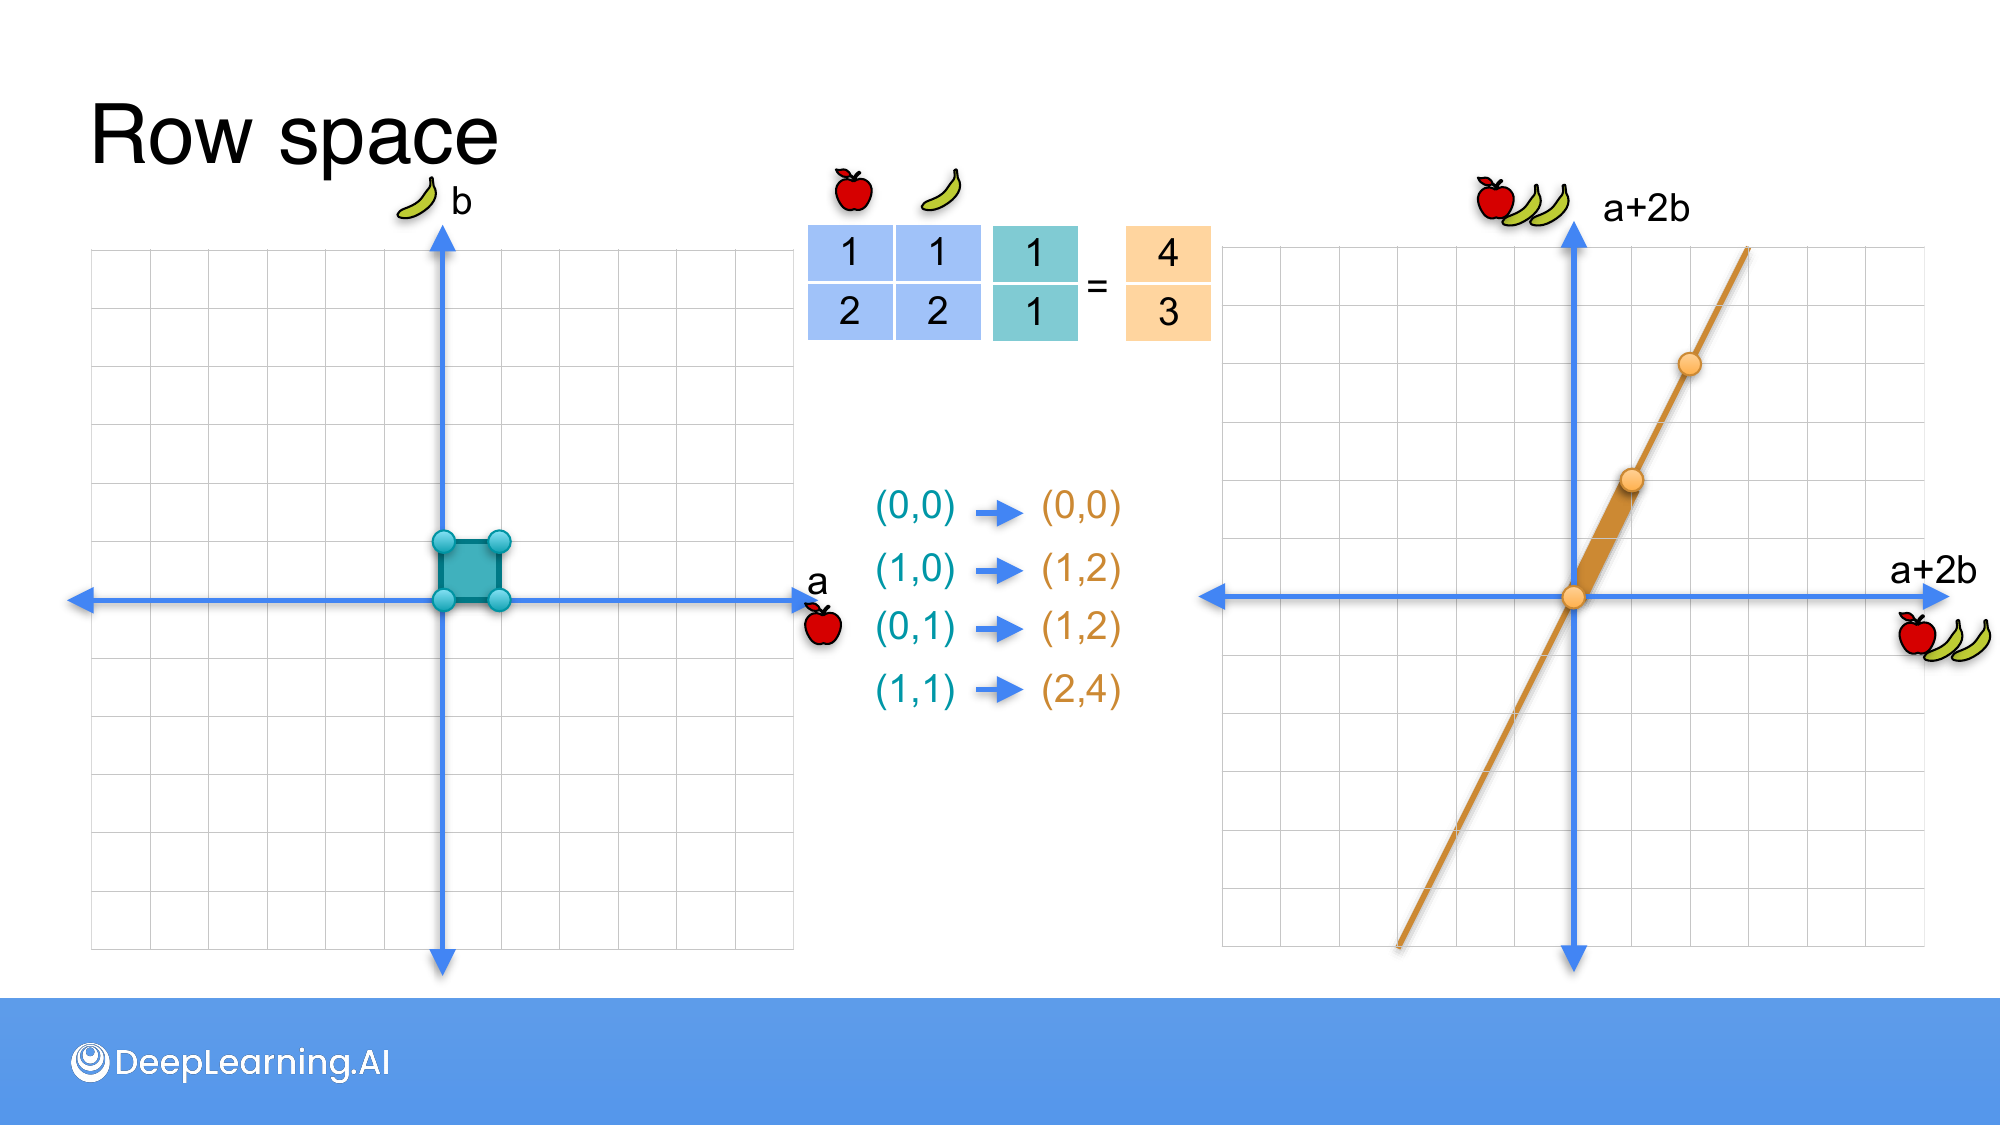 Row space
b
a+2b
1 1 1 = 4
2 2 1 3
(0,0) (0,0)
(1,0) (1,2)
a
a+2b
(0,1) (1,2)
(1,1) (2,4)
DeepLearning.AI